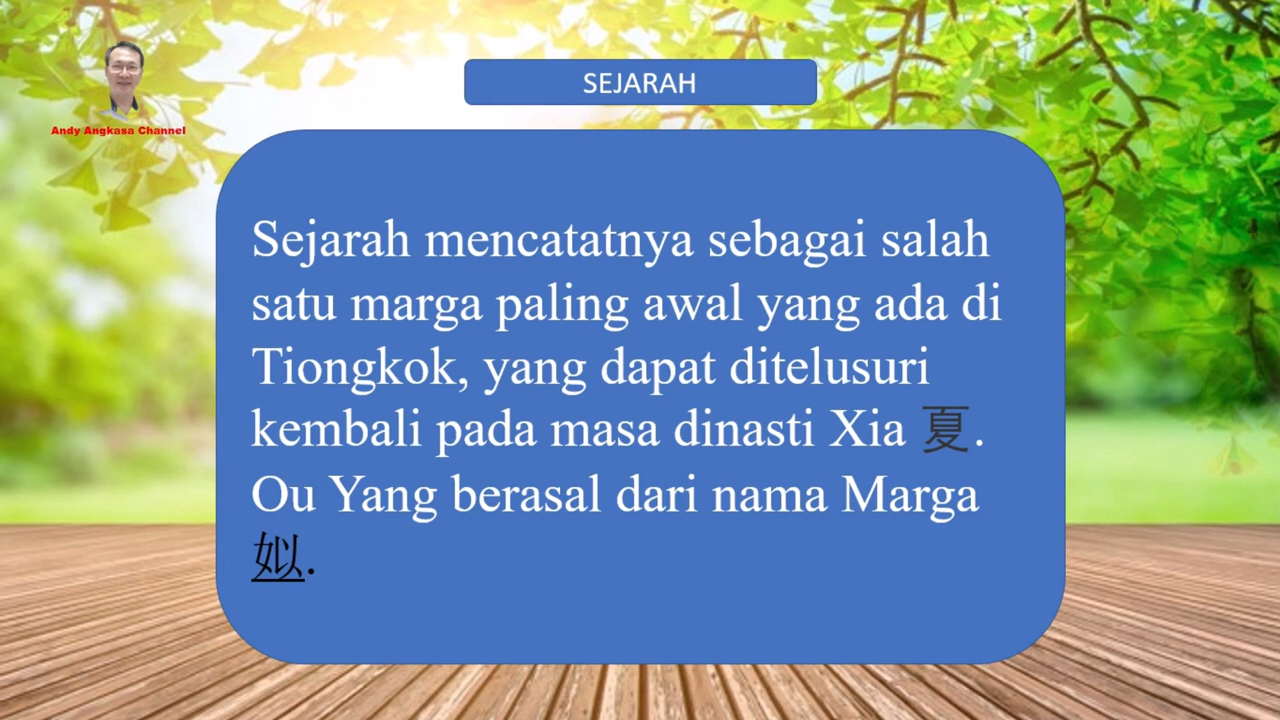 Andy Angkasa Channel
SEJARAH
Sejarah mencatatnya sebagai salah
satu marga paling awal yang ada di
Tiongkok, yang dapat ditelusuri
kembali pada masa dinasti Xia 夏.
Ou Yang berasal dari nama Marga
姒.